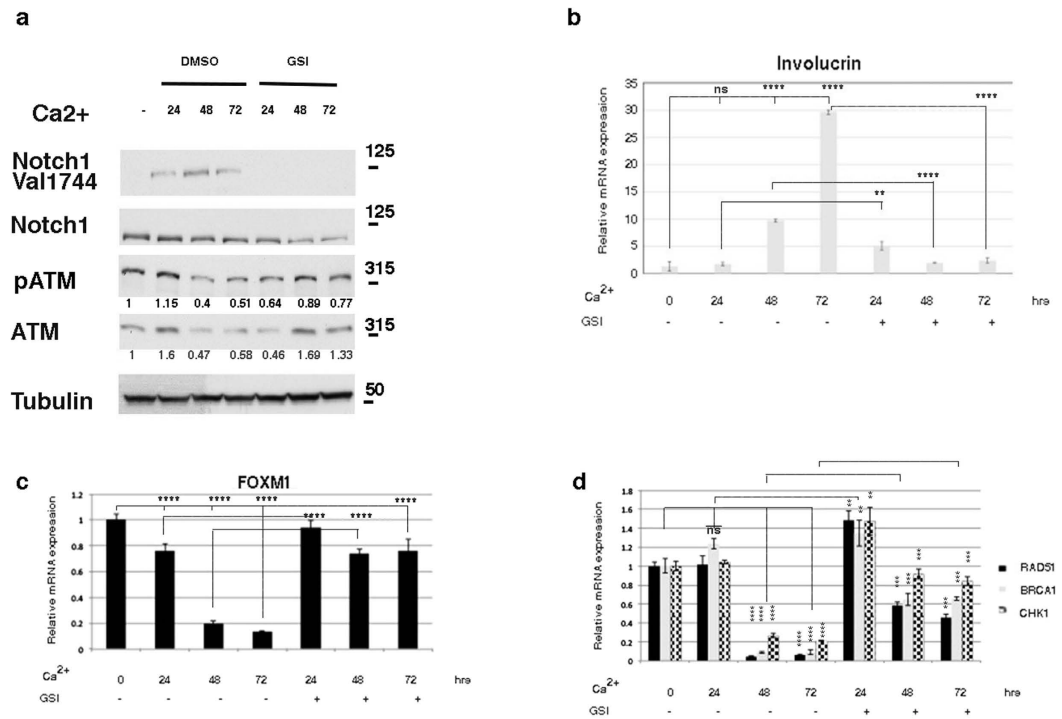 a
DMSO GSI
Ca2+ - 24 48 72 24 48 72
Notch1 Val1744 125
Notch1 125
pATM 315
1 1.15 0.4 0.51 0.64 0.89 0.77
ATM 315
1 1.6 0.47 0.58 0.46 1.69 1.33
Tubulin 50
b
Involucrin
Relative mRNA expression
35
30
25
20
15
10
5
0
ns **** **** ****
****
**
Ca2+ 0 24 48 72 24 48 72 hre
GSI - - - - + + +
c
FOXM1
Relative mRNA expression
1.2
1
0.8
0.6
0.4
0.2
0
**** **** **** ****
**** ****
Ca2+ 0 24 48 72 24 48 72 hre
GSI - - - - + + +
d
Relative mRNA expression
1.8
1.6
1.4
1.2
1.0
0.8
0.6
0.4
0.2
0
ns
RAD51
BRCA1
CHK1
Ca2+ 0 24 48 72 24 48 72 hre
GSI - - - - + + +